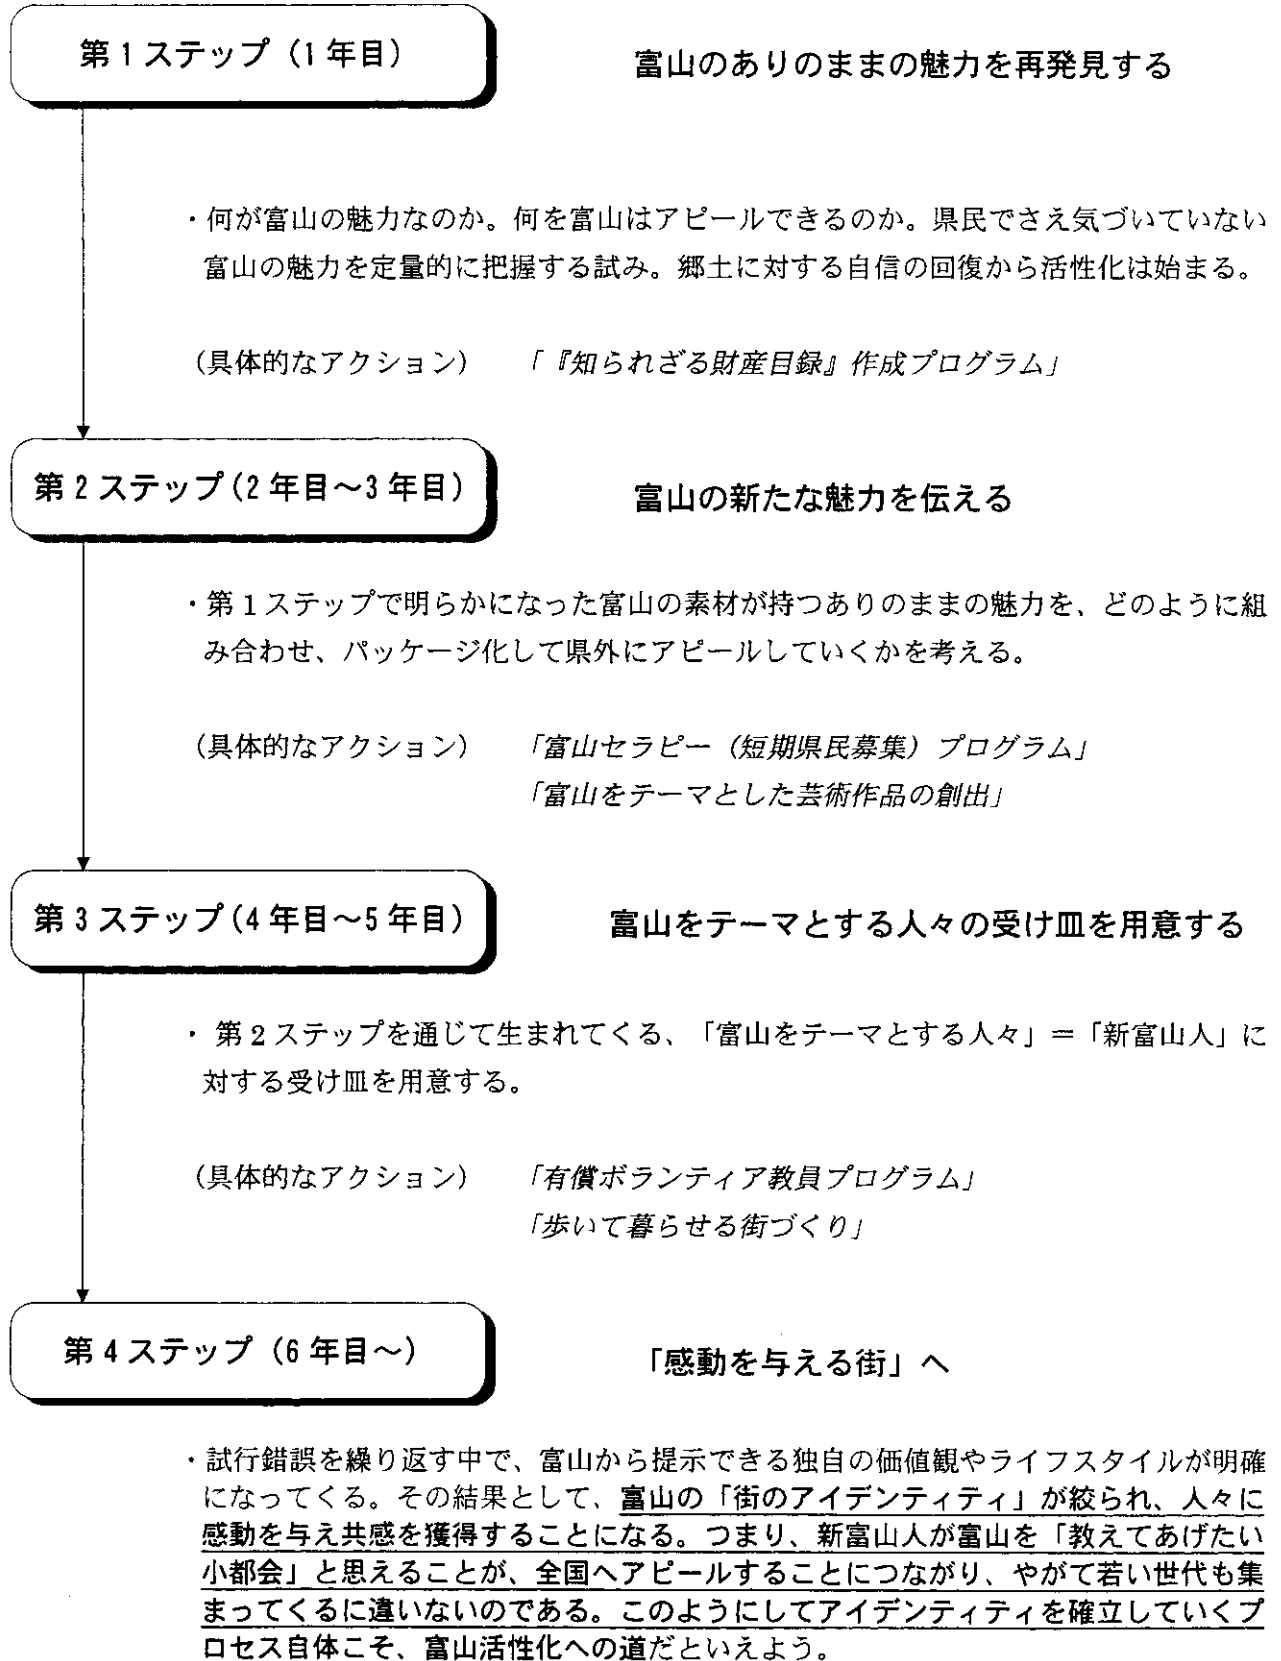 第1ステップ（1年目）
富山のありのままの魅力を再発見する
・何が富山の魅力なのか。何を富山はアピールできるのか。県民でさえ気づいていない
富山の魅力を定量的に把握する試み。郷土に対する自信の回復から活性化は始まる。
（具体的なアクション）　「『知られざる財産目録』作成プログラム」
第2ステップ（2年目～3年目）
富山の新たな魅力を伝える
・第1ステップで明らかになった富山の素材が持つありのままの魅力を、どのように組
み合わせ、パッケージ化して県外にアピールしていくかを考える。
（具体的なアクション）　「富山セラピー（短期県民募集）プログラム」
「富山をテーマとした芸術作品の創出」
第3ステップ（4年目～5年目）
富山をテーマとする人々の受け皿を用意する
・第2ステップを通じて生まれてくる、「富山をテーマとする人々」＝「新富山人」に
対する受け皿を用意する。
（具体的なアクション）　「有償ボランティア教員プログラム」
「歩いて暮らせる街づくり」
第4ステップ（6年目～）
「感動を与える街」へ
・試行錯誤を繰り返す中で、富山から提示できる独自の価値観やライフスタイルが明確
になってくる。その結果として、富山の「街のアイデンティティ」が絞られ、人々に
感動を与え共感を獲得することになる。つまり、新富山人が富山を「教えてあげたい
小都会」と思えることが、全国へアピールすることにつながり、やがて若い世代も集
まってくるに違いないのである。このようにしてアイデンティティを確立していくプ
ロセス自体こそ、富山活性化への道だといえよう。